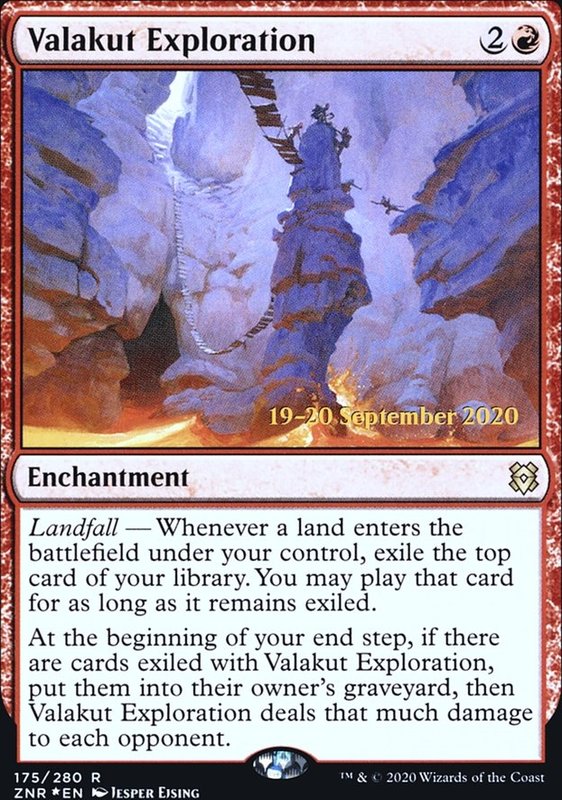 Valakut Exploration 2
19–20 September 2020
Enchantment
Landfall — Whenever a land enters the
battlefield under your control, exile the top
card of your library. You may play that card
for as long as it remains exiled.
At the beginning of your end step, if there
are cards exiled with Valakut Exploration,
put them into their owner's graveyard, then
Valakut Exploration deals that much damage
to each opponent.
175/280 R
ZNR ★ EN Jesper Eising
™ & © 2020 Wizards of the Coast